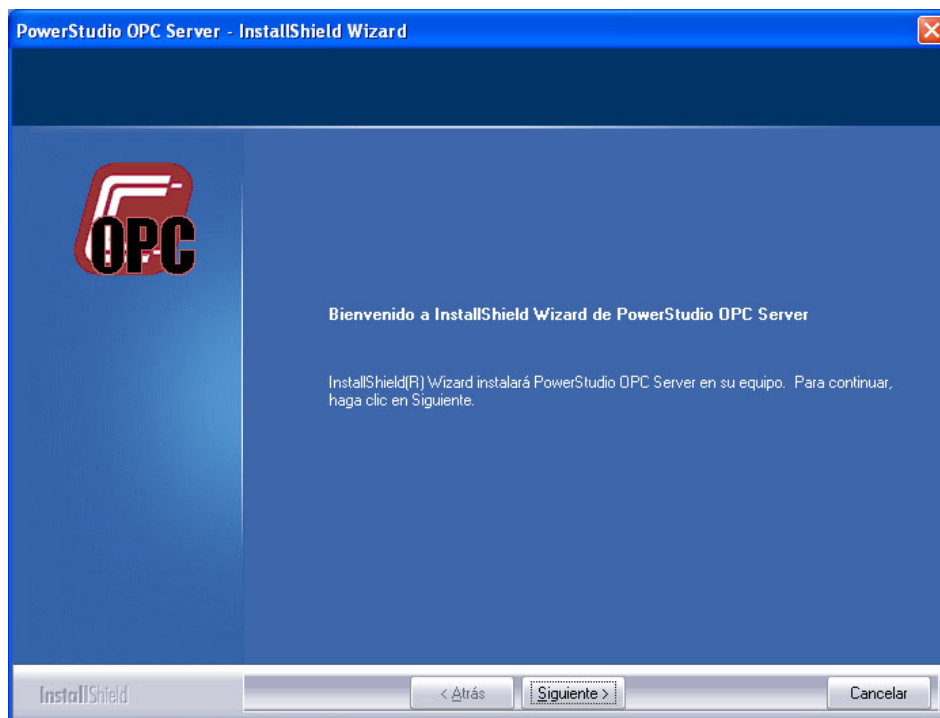 PowerStudio OPC Server - InstallShield Wizard
OPC
Bienvenido a InstallShield Wizard de PowerStudio OPC Server
InstallShield(R) Wizard instalará PowerStudio OPC Server en su equipo. Para continuar,
haga clic en Siguiente.
InstallShield
< Atrás
Siguiente >
Cancelar